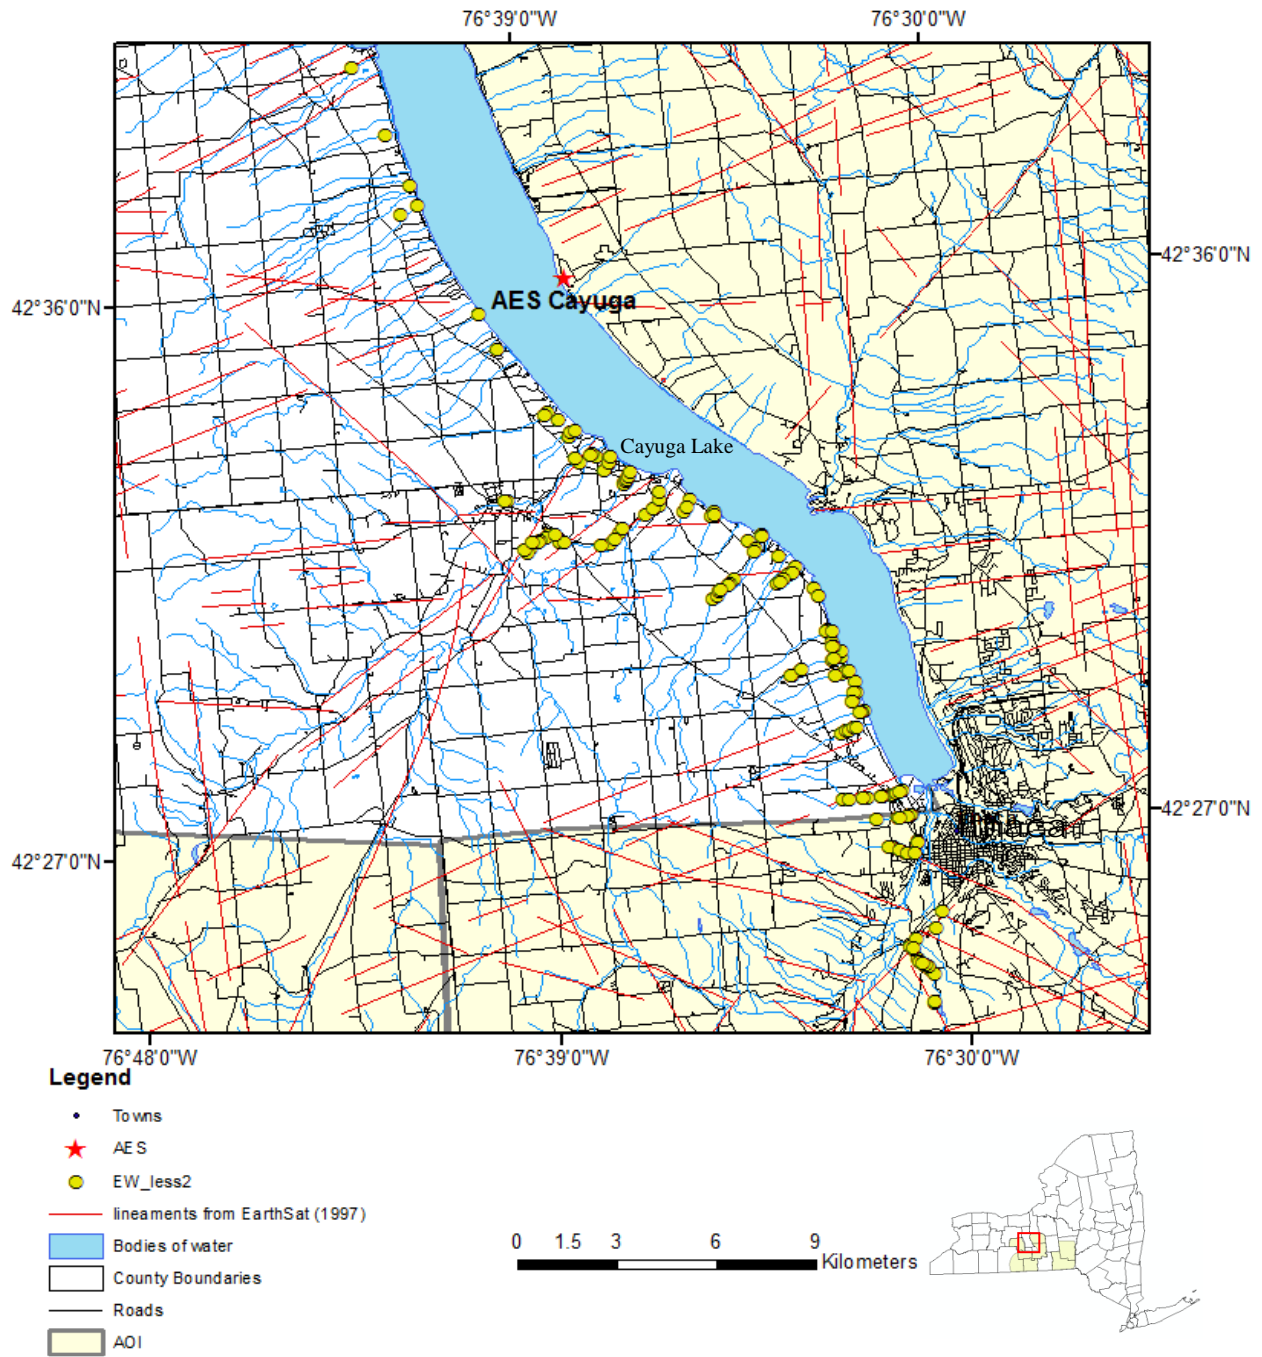 76°39'0"W
76°30'0"W
42°36'0"N
42°36'0"N
AES Cayuga
Cayuga Lake
42°27'0"N
Ithaca
42°27'0"N
76°48'0"W
76°39'0"W
76°30'0"W
Legend
Towns
AES
EW_less2
lineaments from EarthSat (1997)
Bodies of water
County Boundaries
Roads
AOI
0 1.5 3 6 9
Kilometers